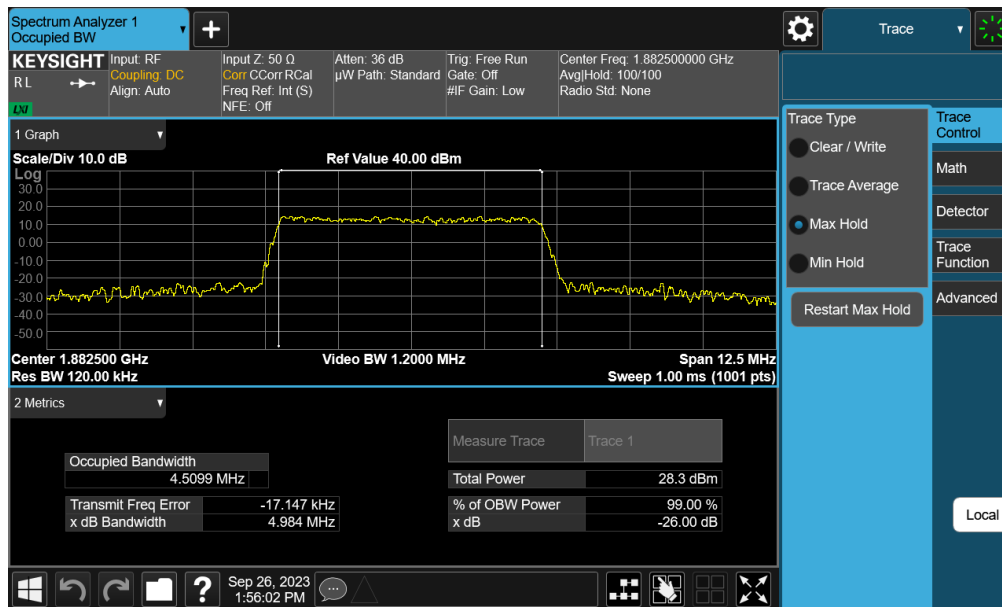 Spectrum Analyzer 1
Occupied BW
+
Trace
KEYSIGHT
R L
LXI
Input: RF
Coupling: DC
Align: Auto
Input Z: 50 Ω
Corr CCorr RCal
Freq Ref: Int (S)
NFE: Off
Atten: 36 dB
µW Path: Standard
Trig: Free Run
Gate: Off
#IF Gain: Low
Center Freq: 1.882500000 GHz
Avg|Hold: 100/100
Radio Std: None
1 Graph
Scale/Div 10.0 dB
Ref Value 40.00 dBm
Log
30.0
20.0
10.0
0.00
-10.0
-20.0
-30.0
-40.0
-50.0
Center 1.882500 GHz
Video BW 1.2000 MHz
Span 12.5 MHz
Res BW 120.00 kHz
Sweep 1.00 ms (1001 pts)
2 Metrics
Measure Trace
Trace 1
Occupied Bandwidth
4.5099 MHz
Total Power
28.3 dBm
Transmit Freq Error
-17.147 kHz
% of OBW Power
99.00 %
x dB Bandwidth
4.984 MHz
x dB
-26.00 dB
Trace Type
Clear / Write
Trace Average
Max Hold
Min Hold
Restart Max Hold
Trace
Control
Math
Detector
Trace
Function
Advanced
Local
?
Sep 26, 2023
1:56:02 PM